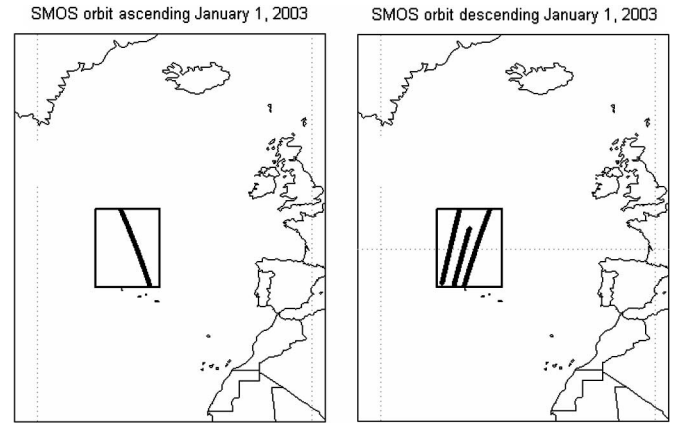 SMOS orbit ascending January 1, 2003
SMOS orbit descending January 1, 2003